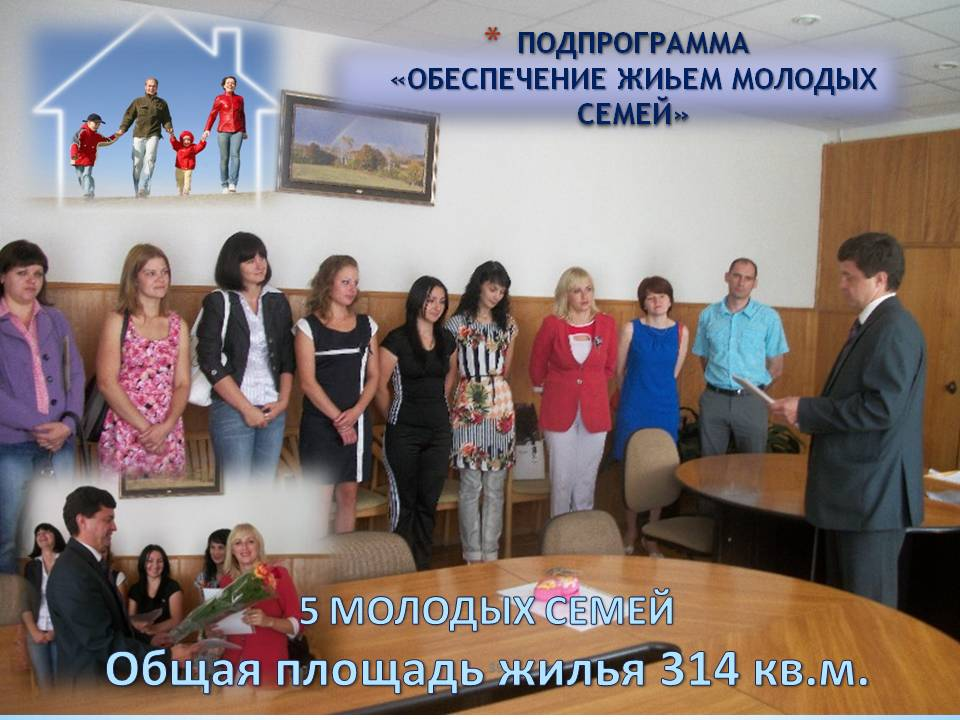 * ПОДПРОГРАММА
«ОБЕСПЕЧЕНИЕ ЖИЬЕМ МОЛОДЫХ
СЕМЕЙ»
5 МОЛОДЫХ СЕМЕЙ
Общая площадь жилья 314 кв.м.